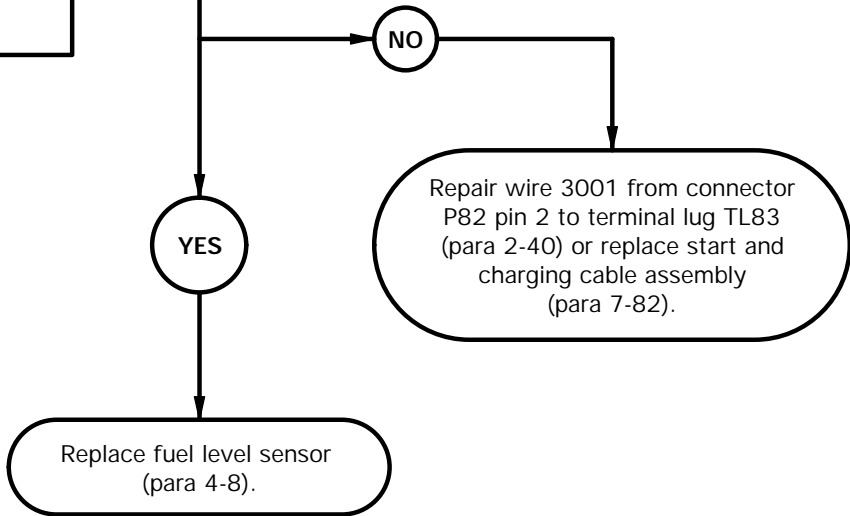 NO
Repair wire 3001 from connector
P82 pin 2 to terminal lug TL83
(para 2-40) or replace start and
charging cable assembly
(para 7-82).
YES
Replace fuel level sensor
(para 4-8).